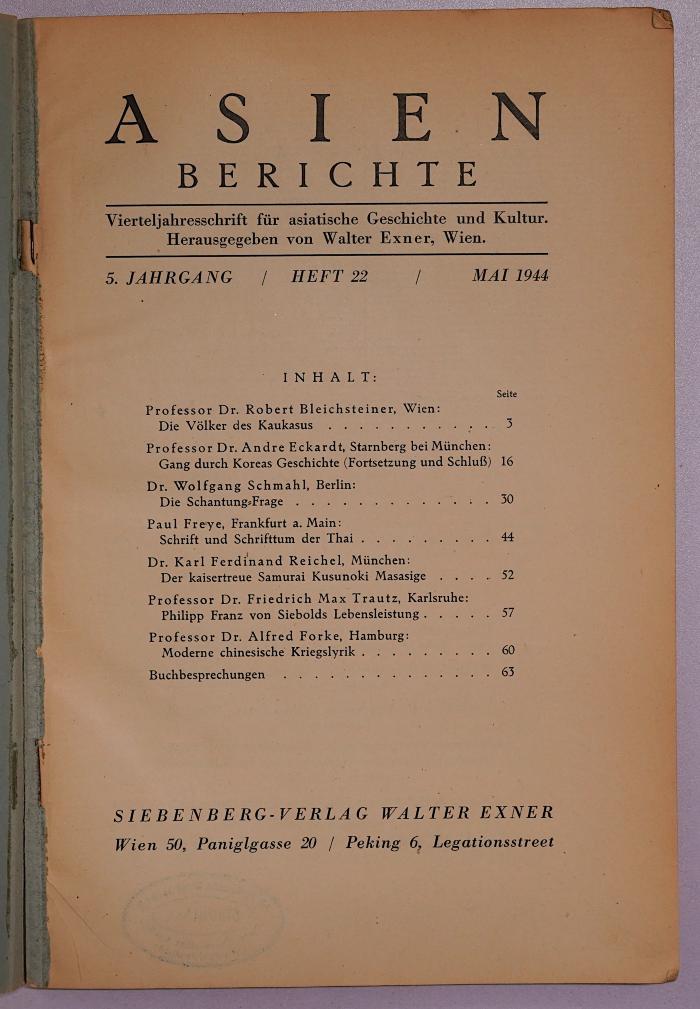 ASIEN
BERICHTE
Vierteljahresschrift für asiatische Geschichte und Kultur.
Herausgegeben von Walter Exner, Wien.
5. JAHRGANG / HEFT 22 / MAI 1944
INHALT:
Seite
Professor Dr. Robert Bleichsteiner, Wien:
Die Völker des Kaukasus . . . . . . . . . . . 3
Professor Dr. Andre Eckardt, Starnberg bei München:
Gang durch Koreas Geschichte (Fortsetzung und Schluß) 16
Dr. Wolfgang Schmahl, Berlin:
Die Schantung-Frage . . . . . . . . . . . . . 30
Paul Freye, Frankfurt a. Main:
Schrift und Schrifttum der Thai . . . . . . . . . 44
Dr. Karl Ferdinand Reichel, München:
Der kaisertreue Samurai Kusunoki Masasige . . . . 52
Professor Dr. Friedrich Max Trautz, Karlsruhe:
Philipp Franz von Siebolds Lebensleistung . . . . . 57
Professor Dr. Alfred Forke, Hamburg:
Moderne chinesische Kriegslyrik . . . . . . . . . 60
Buchbesprechungen . . . . . . . . . . . . . . 63
SIEBENBERG-VERLAG WALTER EXNER
Wien 50, Paniglgasse 20 / Peking 6, Legationsstreet